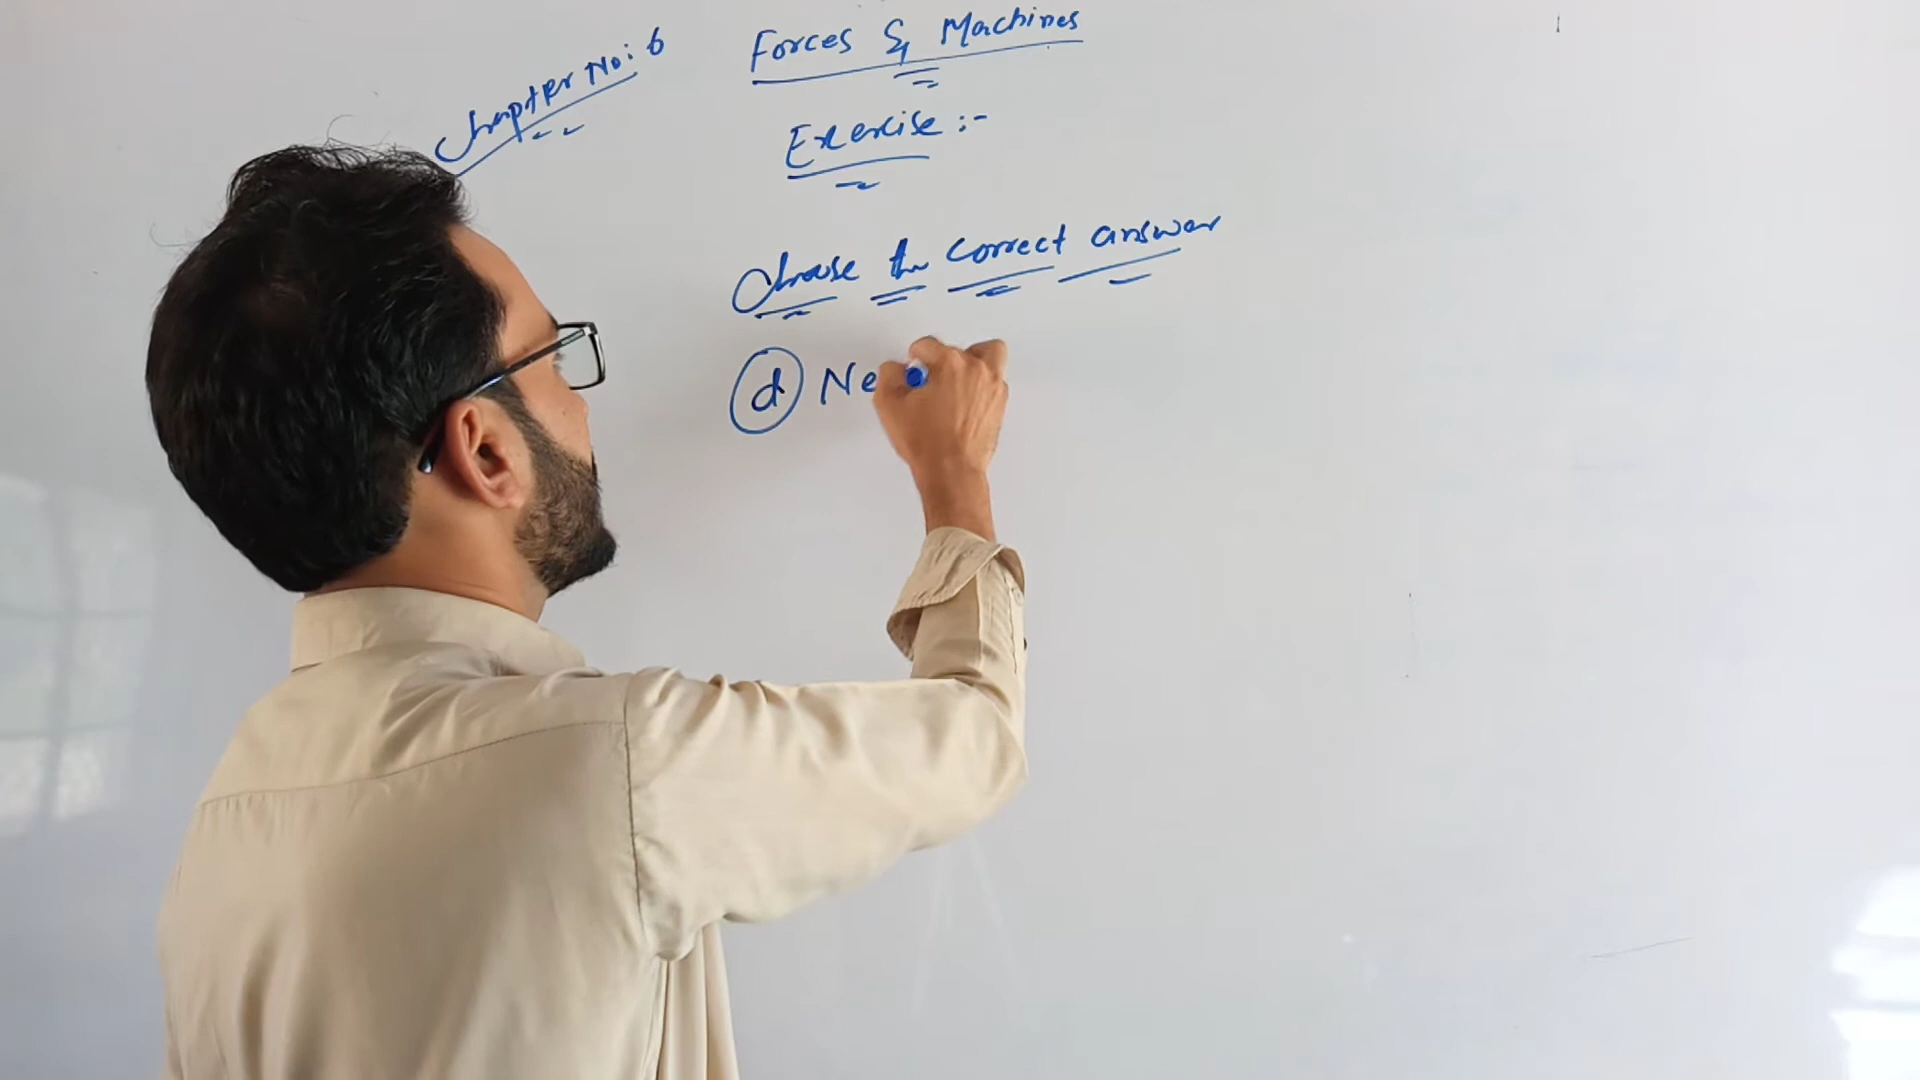 Chapter No: 6
Forces & Machines
Exercise :-
Choose the correct answer
d Ne